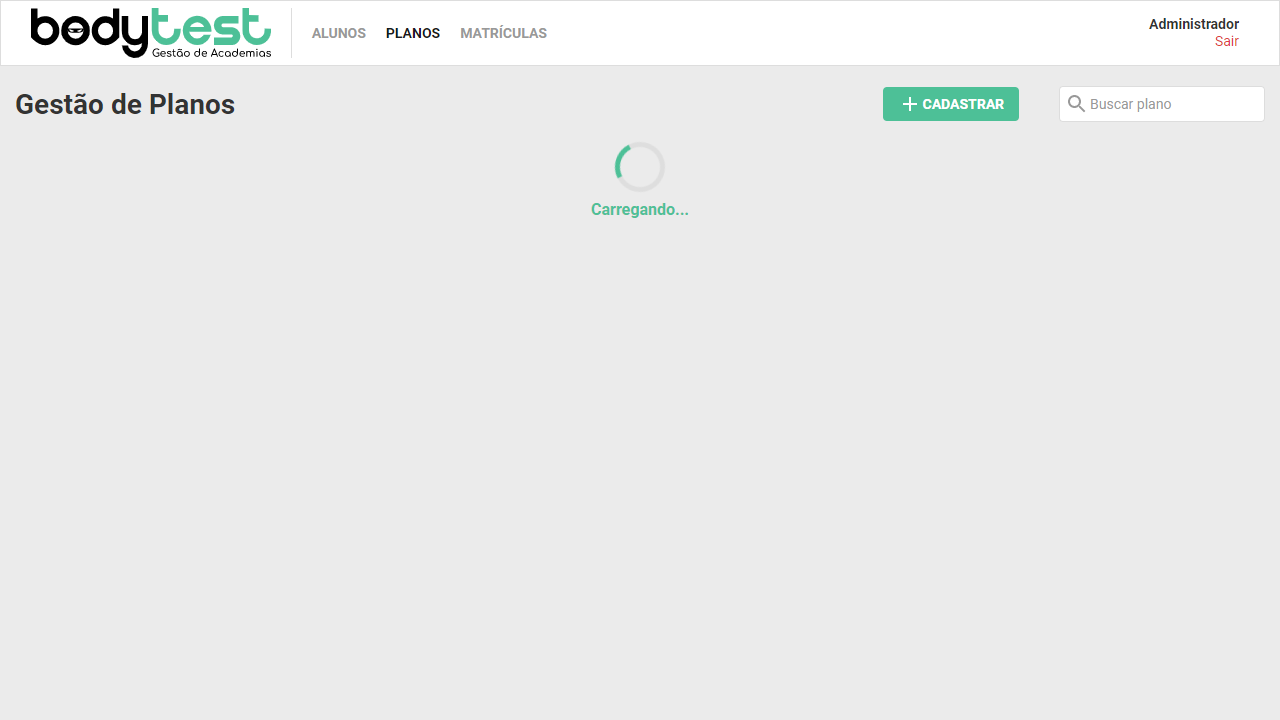 bodytest
Gestão de Academias
ALUNOS PLANOS MATRÍCULAS
Administrador
Sair
Gestão de Planos
CADASTRAR
Buscar plano
Carregando...